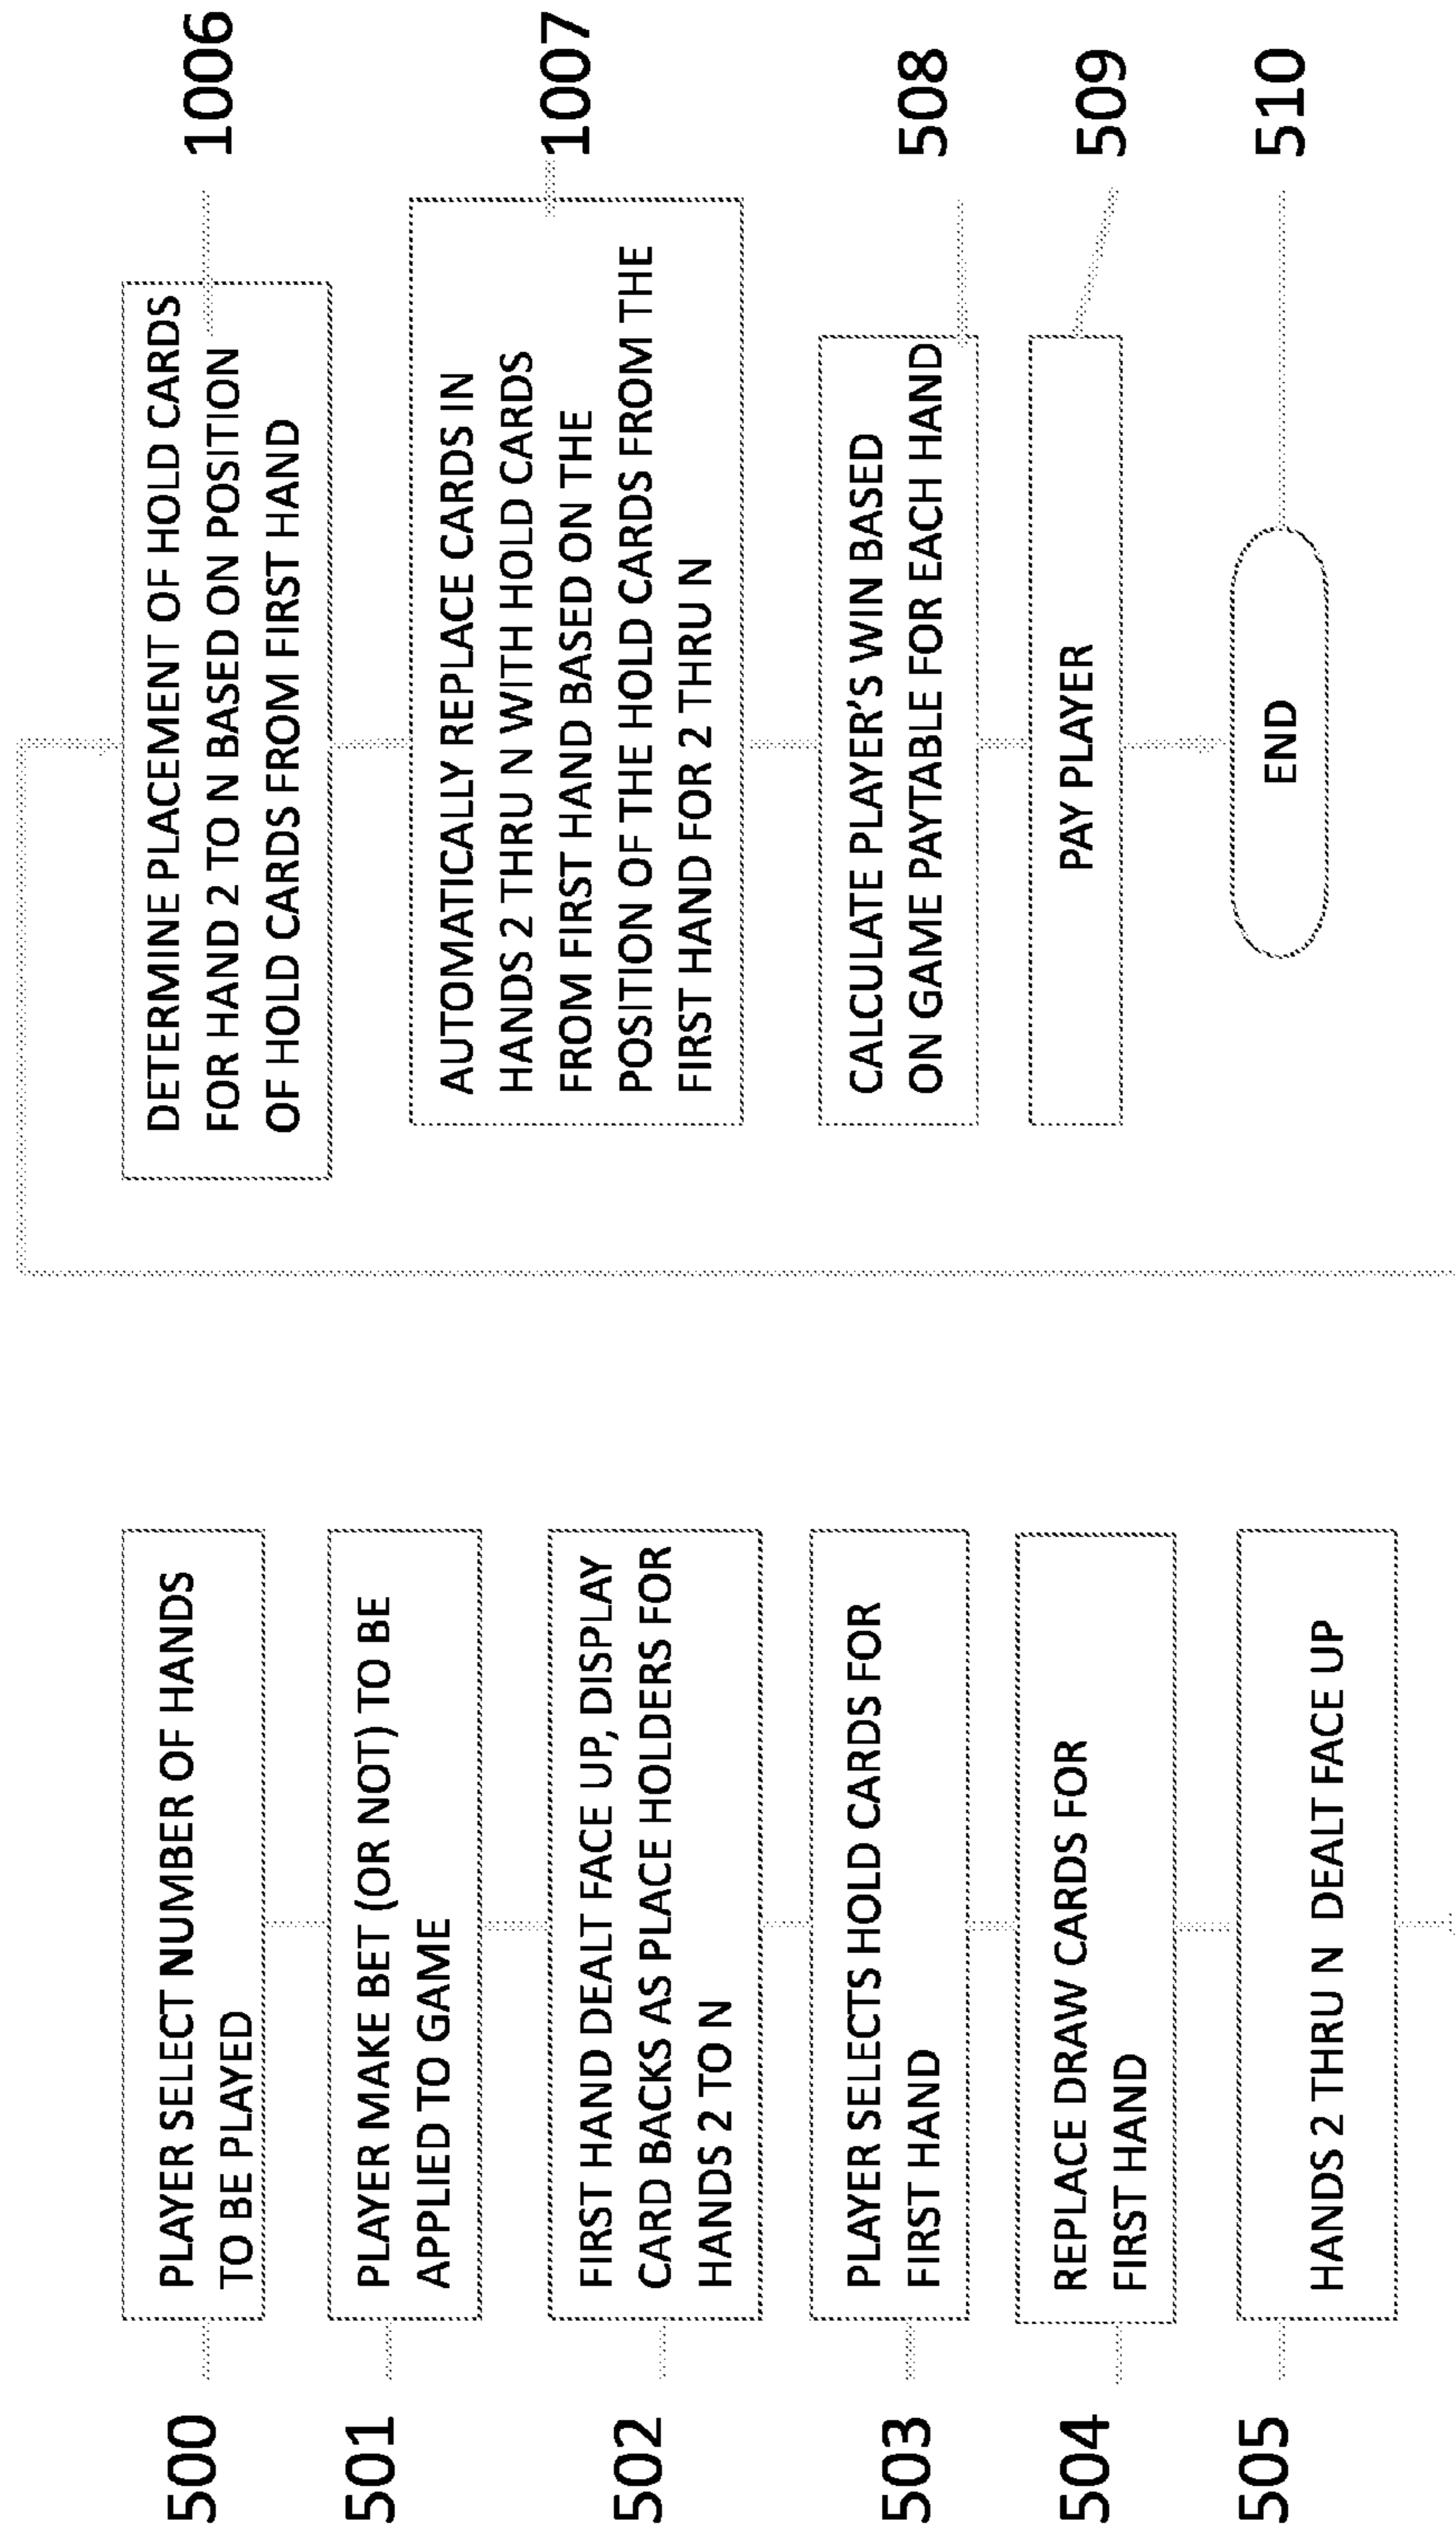 500
PLAYER SELECT NUMBER OF HANDS
TO BE PLAYED
501
PLAYER MAKE BET (OR NOT) TO BE
APPLIED TO GAME
502
FIRST HAND DEALT FACE UP, DISPLAY
CARD BACKS AS PLACE HOLDERS FOR
HANDS 2 TO N
503
PLAYER SELECTS HOLD CARDS FOR
FIRST HAND
504
REPLACE DRAW CARDS FOR
FIRST HAND
505
HANDS 2 THRU N DEALT FACE UP
1006
DETERMINE PLACEMENT OF HOLD CARDS
FOR HAND 2 TO N BASED ON POSITION
OF HOLD CARDS FROM FIRST HAND
1007
AUTOMATICALLY REPLACE CARDS IN
HANDS 2 THRU N WITH HOLD CARDS
FROM FIRST HAND BASED ON THE
POSITION OF THE HOLD CARDS FROM THE
FIRST HAND FOR 2 THRU N
508
CALCULATE PLAYER'S WIN BASED
ON GAME PAYTABLE FOR EACH HAND
509
PAY PLAYER
510
END